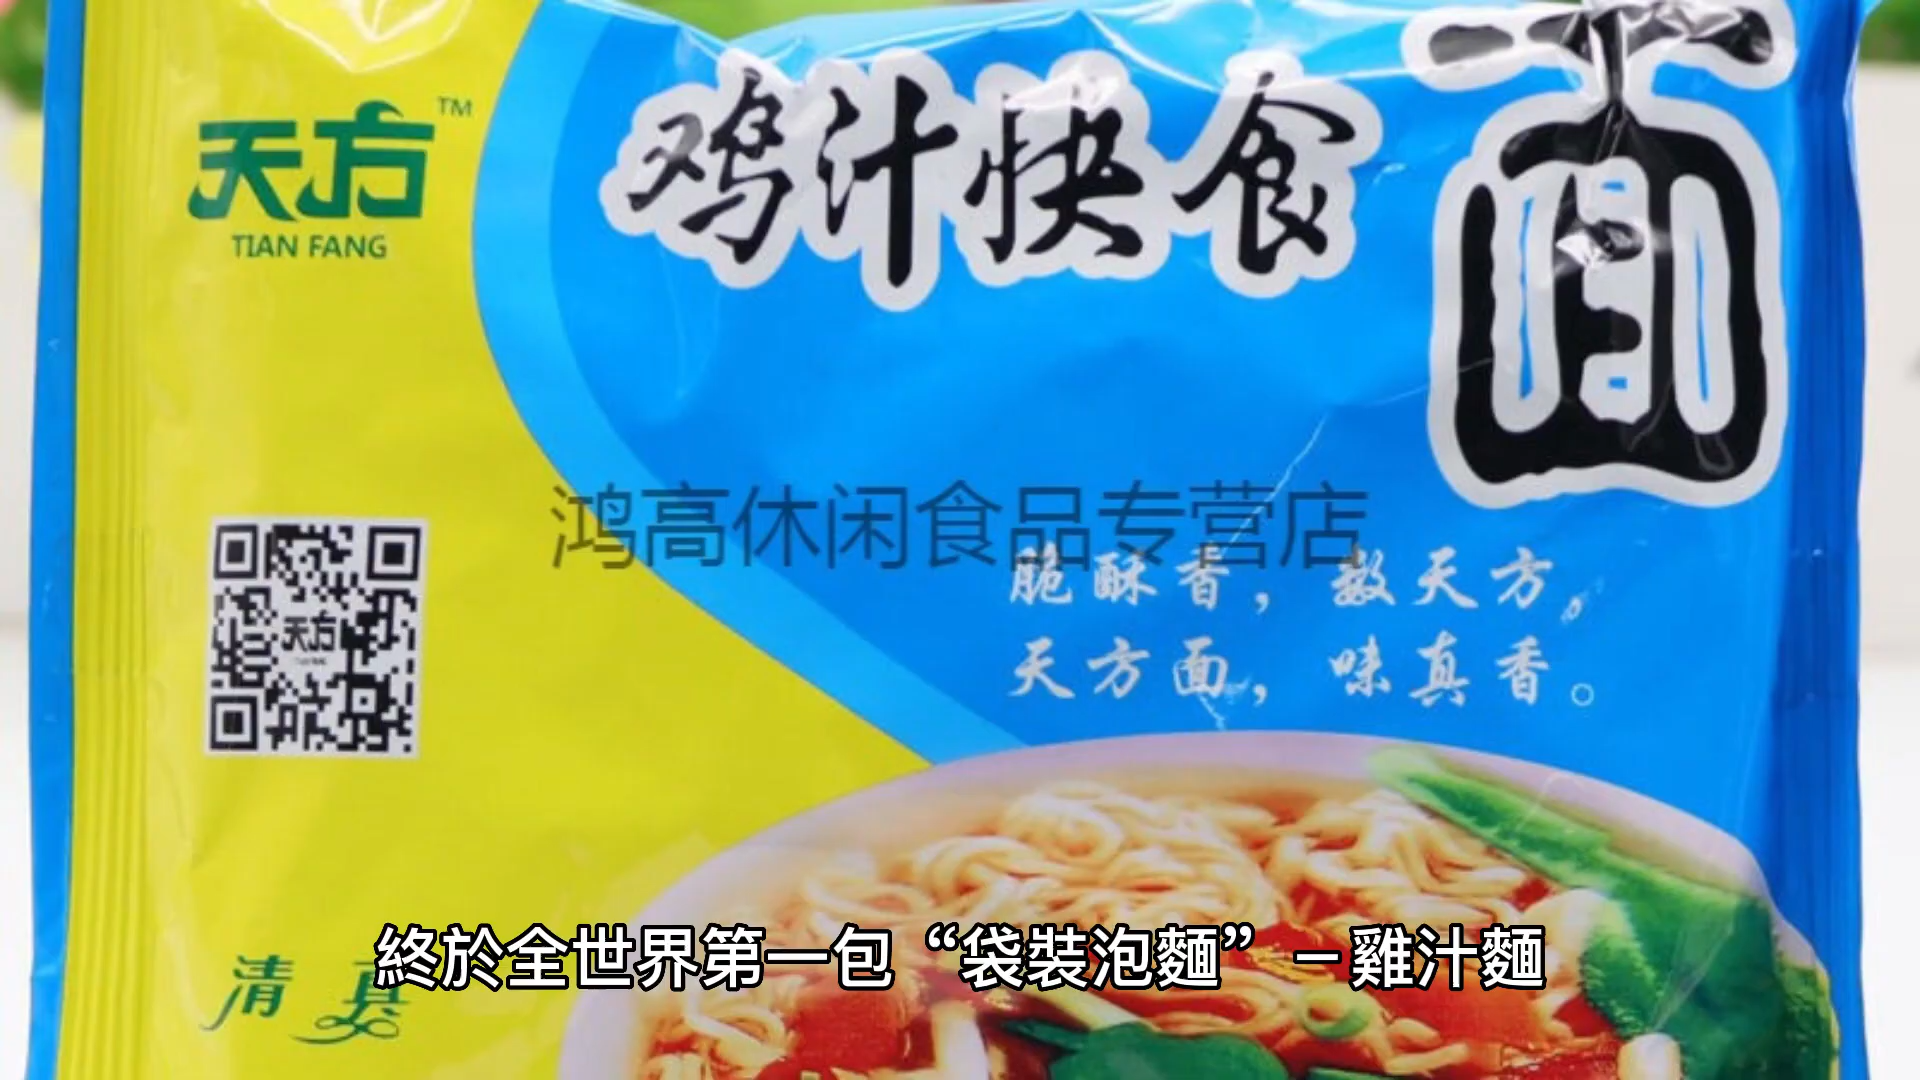 天方™
TIAN FANG
鸡汁快食面
鸿高休闲食品专营店
脆酥香，数天方。
天方面，味真香。
天方
清真
終於全世界第一包“袋裝泡麵”－雞汁麵